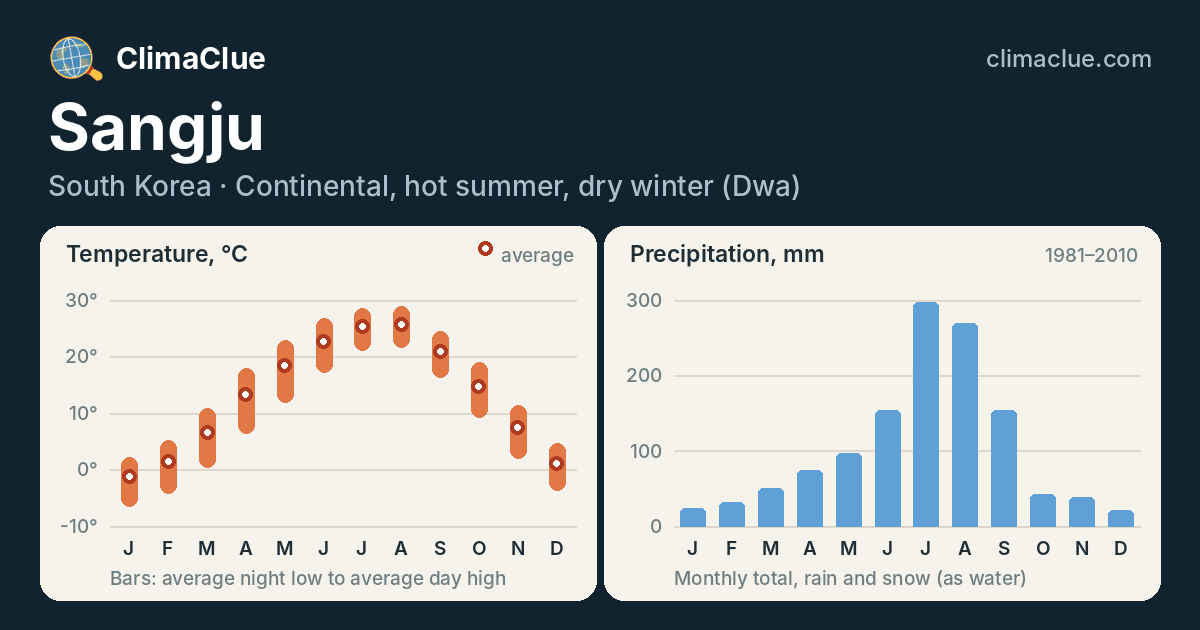 ClimaClue
climaclue.com
Sangju
South Korea · Continental, hot summer, dry winter (Dwa)
Temperature, °C
average
30°
20°
10°
0°
-10°
J F M A M J J A S O N D
Bars: average night low to average day high
Precipitation, mm
1981–2010
300
200
100
0
J F M A M J J A S O N D
Monthly total, rain and snow (as water)